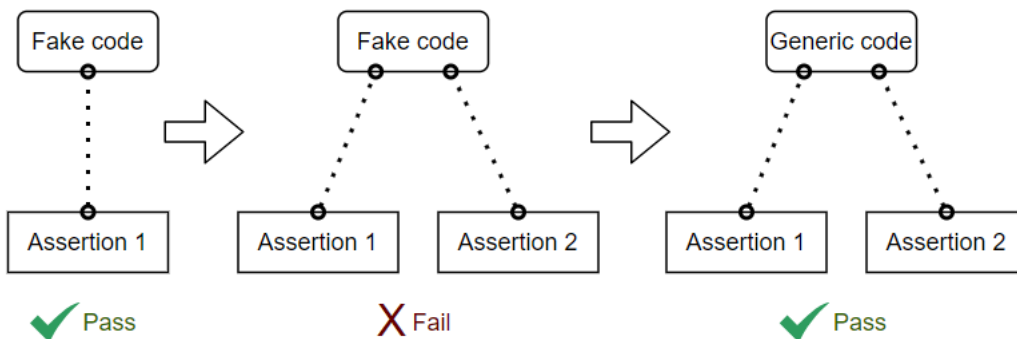 Fake code
Fake code
Generic code
Assertion 1
Assertion 1
Assertion 2
Assertion 1
Assertion 2
Pass
X Fail
Pass